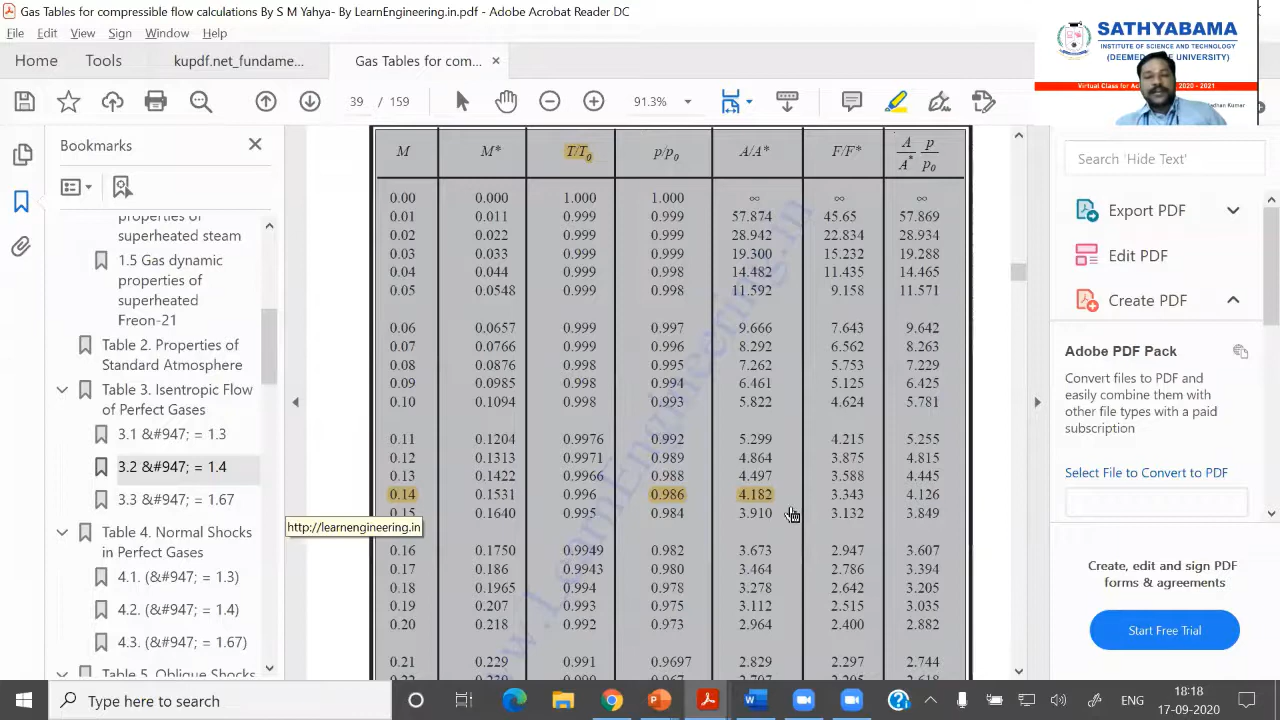 Gas Tables for compressible flow calculations By S M Yahya- By LearnEngineering.in.pdf - Adobe Acrobat Reader DC
File Edit View Sign Window Help
Home Tools kupdf.net_fundame... Gas Tables for com... ×
39 / 159 91.3%
SATHYABAMA
INSTITUTE OF SCIENCE AND TECHNOLOGY
(DEEMED UNIVERSITY)
Virtual Class for Ac 2020 - 2021
adhan Kumar
Bookmarks
properties of
superheated steam
1.5 Gas dynamic
properties of
superheated
Freon-21
Table 2. Properties of
Standard Atmosphere
Table 3. Isentropic Flow
of Perfect Gases
3.1 &#947; = 1.3
3.2 &#947; = 1.4
3.3 &#947; = 1.67
http://learnengineering.in
Table 4. Normal Shocks
in Perfect Gases
4.1. (&#947; = 1.3)
4.2. (&#947; = 1.4)
4.3. (&#947; = 1.67)
Table 5. Oblique Shocks
M M* T/T0 p/p0 A/A* F/F* A/A* p/p0
0.00 0.000 1.000 1.000 ∞ ∞ ∞
0.01 0.011 0.999 0.999 57.874 45.65 57.869
0.02 0.022 0.999 0.999 28.942 22.834 28.934
0.03 0.033 0.999 0.999 19.300 15.232 19.288
0.04 0.044 0.999 0.998 14.482 11.435 14.465
0.05 0.0548 0.999 0.998 11.592 9.158 11.571
0.06 0.0657 0.999 0.997 9.666 7.643 9.642
0.07 0.0766 0.999 0.996 8.292 6.562 8.263
0.08 0.0876 0.998 0.995 7.262 5.753 7.229
0.09 0.0985 0.998 0.994 6.461 5.125 6.425
0.10 0.1094 0.998 0.993 5.822 4.624 5.781
0.11 0.1204 0.9976 0.992 5.299 4.215 5.255
0.12 0.1313 0.9971 0.989 4.864 3.875 4.815
0.13 0.1422 0.9966 0.988 4.497 3.588 4.445
0.14 0.1531 0.996 0.986 4.182 3.343 4.126
0.15 0.1640 0.995 0.984 3.910 3.132 3.849
0.16 0.1750 0.9949 0.982 3.673 2.947 3.607
0.17 0.186 0.9943 0.980 3.464 2.786 3.394
0.18 0.1965 0.994 0.978 3.278 2.642 3.205
0.19 0.207 0.993 0.975 3.112 2.515 3.035
0.20 0.218 0.992 0.973 2.964 2.400 2.882
0.21 0.229 0.991 0.9697 2.829 2.297 2.744
w.LearnEngineering.in
Search 'Hide Text'
Export PDF
Edit PDF
Create PDF
Adobe PDF Pack
Convert files to PDF and
easily combine them with
other file types with a paid
subscription
Select File to Convert to PDF
Create, edit and sign PDF
forms & agreements
Start Free Trial
Type here to search
ENG
18:18
17-09-2020